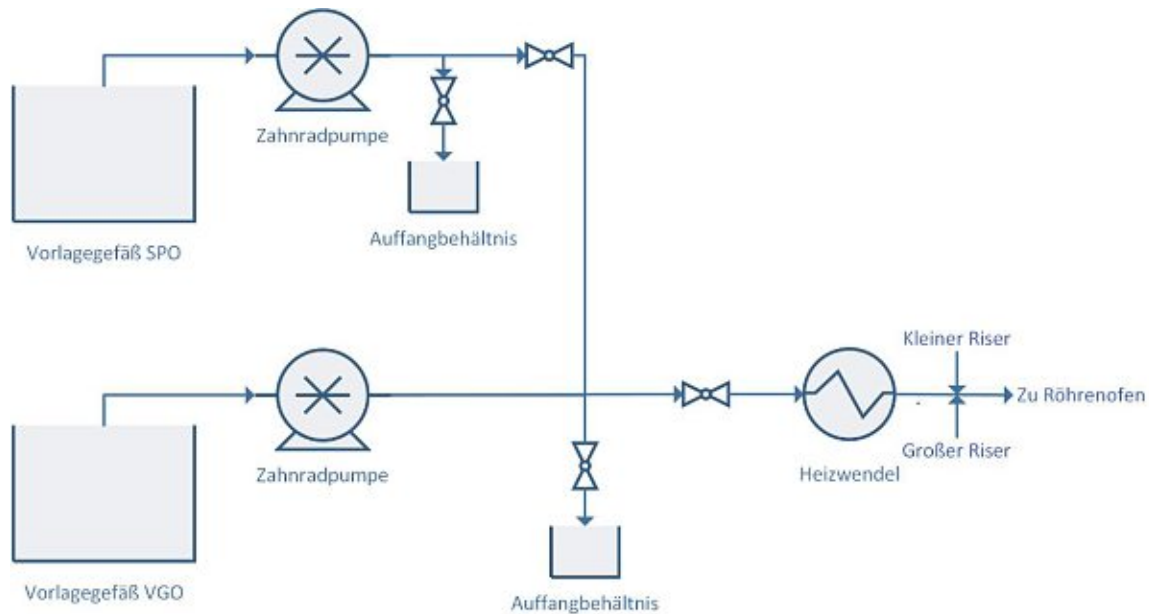 Zahnradpumpe
Auffangbehältnis
Vorlagegefäß SPO
Kleiner Riser
Zu Röhrenofen
Großer Riser
Zahnradpumpe
Heizwendel
Vorlagegefäß VGO
Auffangbehältnis